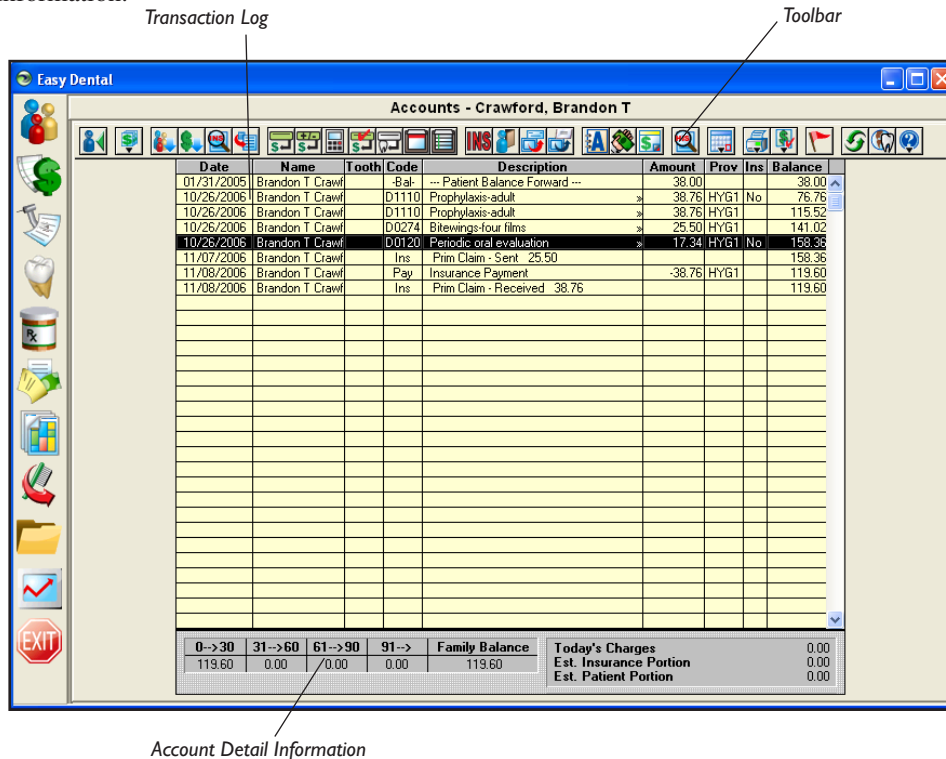 Transaction Log
Toolbar
Easy Dental
Accounts - Crawford, Brandon T
INS INS A INS
Date Name Tooth Code Description Amount Prov Ins Balance
01/31/2005 Brandon T Crawf -Bal- --- Patient Balance Forward --- 38.00 38.00
10/26/2006 Brandon T Crawf D1110 Prophylaxis-adult » 38.76 HYG1 No 76.76
10/26/2006 Brandon T Crawf D1110 Prophylaxis-adult » 38.76 HYG1 115.52
10/26/2006 Brandon T Crawf D0274 Bitewings-four films » 25.50 HYG1 141.02
10/26/2006 Brandon T Crawf D0120 Periodic oral evaluation » 17.34 HYG1 No 158.36
11/07/2006 Brandon T Crawf Ins Prim Claim - Sent 25.50 158.36
11/08/2006 Brandon T Crawf Pay Insurance Payment -38.76 HYG1 119.60
11/08/2006 Brandon T Crawf Ins Prim Claim - Received 38.76 119.60
Rx
EXIT
0-->30 31-->60 61-->90 91--> Family Balance
119.60 0.00 0.00 0.00 119.60
Today's Charges 0.00
Est. Insurance Portion 0.00
Est. Patient Portion 0.00
Account Detail Information